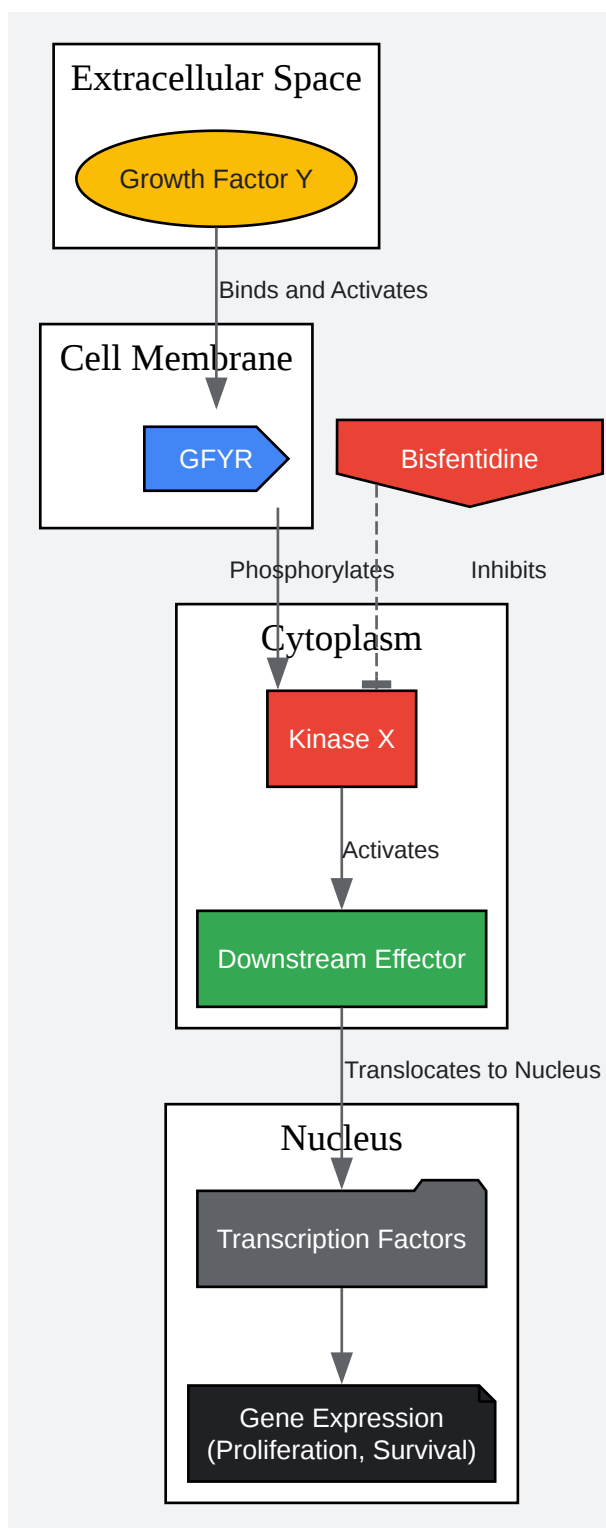 Extracellular Space
Growth Factor Y
Binds and Activates
Cell Membrane
GFYR
Bisfentidine
Phosphorylates
Inhibits
Cytoplasm
Kinase X
Activates
Downstream Effector
Translocates to Nucleus
Nucleus
Transcription Factors
Gene Expression
(Proliferation, Survival)